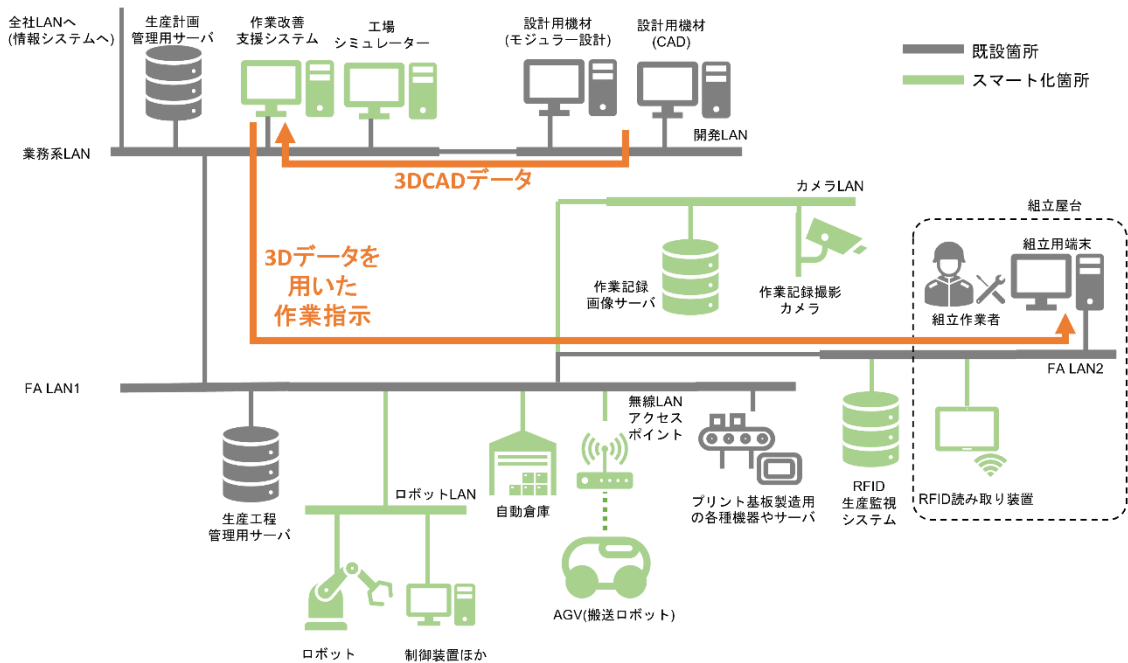 全社LANへ
(情報システムへ)
生産計画
管理用サーバ
作業改善
支援システム
工場
シミュレーター
設計用機材
(モジュラー設計)
設計用機材
(CAD)
既設箇所
スマート化箇所
業務系LAN
開発LAN
3DCADデータ
カメラLAN
組立屋台
3Dデータを
用いた
作業指示
作業記録
画像サーバ
作業記録撮影
カメラ
組立作業者
組立用端末
FA LAN2
FA LAN1
無線LAN
アクセス
ポイント
生産工程
管理用サーバ
ロボットLAN
自動倉庫
プリント基板製造用
の各種機器やサーバ
RFID
生産監視
システム
RFID読み取り装置
AGV(搬送ロボット)
ロボット
制御装置ほか